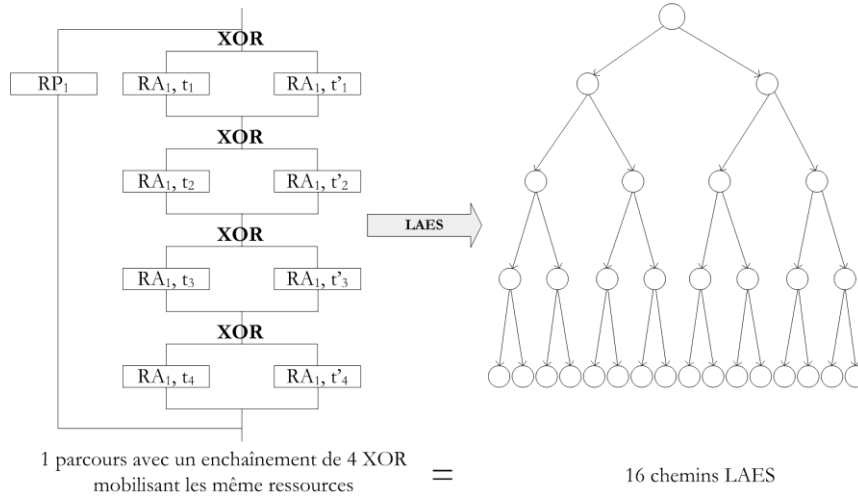 XOR
RP₁ RA₁, t₁ RA₁, t'₁
XOR
RA₁, t₂ RA₁, t'₂
LAES
XOR
RA₁, t₃ RA₁, t'₃
XOR
RA₁, t₄ RA₁, t'₄
1 parcours avec un enchaînement de 4 XOR
mobilisant les même ressources
=
16 chemins LAES